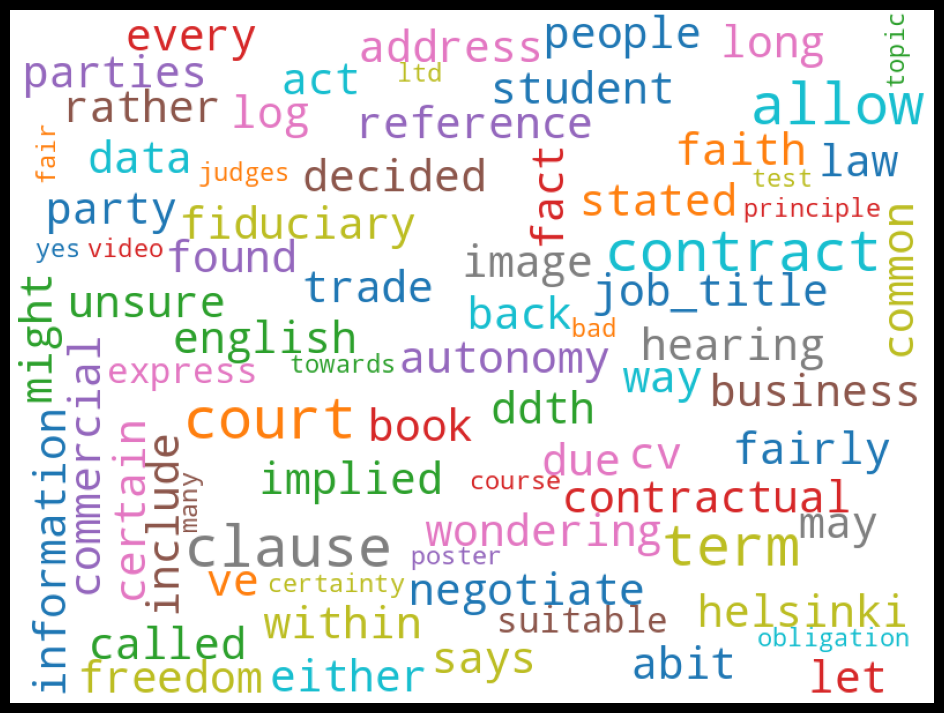 every
address
people
long
topic
parties
act
ltd
student
allow
rather
log
reference
fair
data
judges
decided
fact
faith
law
test
party
fiduciary
stated
principle
common
yes
video
found
image
contract
might
unsure
trade
job_title
english
back
bad
hearing
commercial
express
towards
autonomy
way
business
information
court
book
ddth
certain
include
many
implied
course
due
cv
fairly
contractual
clause
wondering
term
may
poster
ve
certainty
negotiate
within
suitable
helsinki
obligation
called
freedom
either
says
abit
let